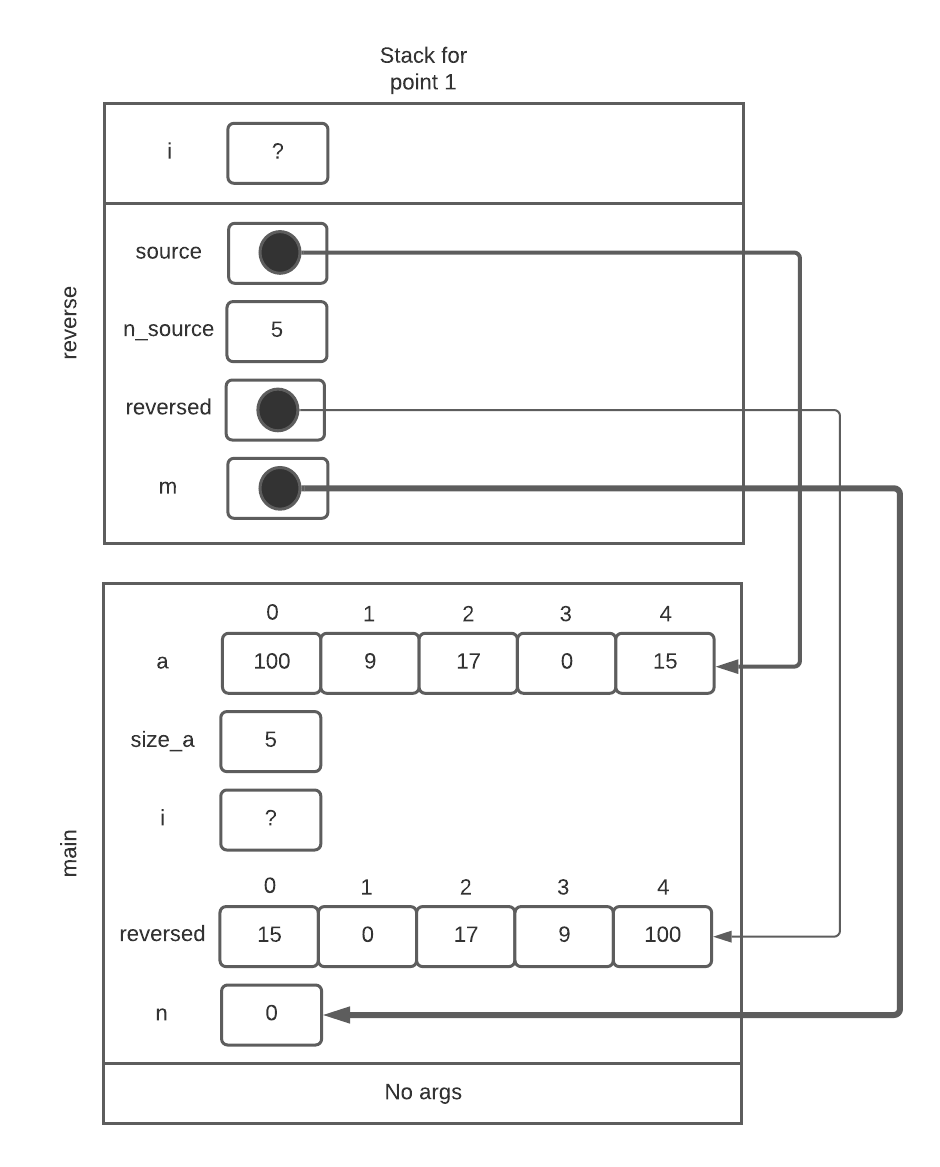 Stack for
point 1
i ?
source
n_source 5
reversed
m
reverse
0 1 2 3 4
a 100 9 17 0 15
size_a 5
i ?
0 1 2 3 4
reversed 15 0 17 9 100
n 0
main
No args